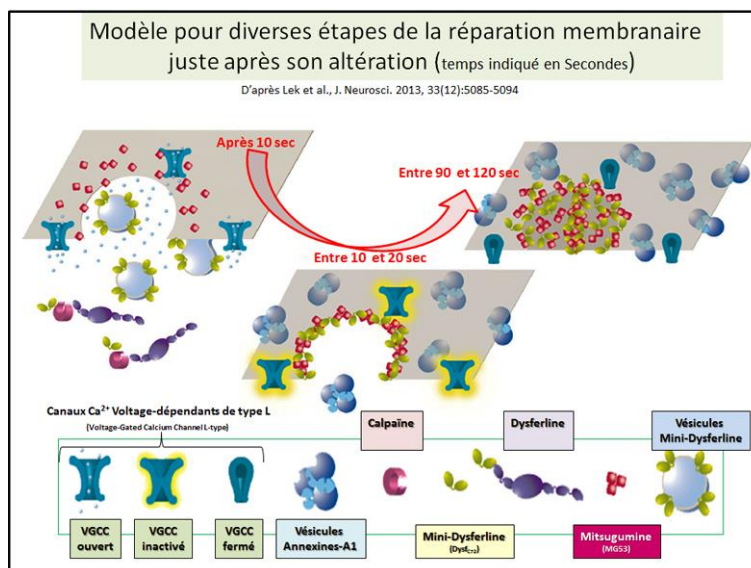 Modèle pour diverses étapes de la réparation membranaire
juste après son altération (temps indiqué en Secondes)
D'après Lek et al., J. Neurosci. 2013, 33(12):5085-5094
Après 10 sec
Entre 90 et 120 sec
Entre 10 et 20 sec
Canaux Ca²⁺ Voltage-dépendants de type L
(Voltage-Gated Calcium Channel L-type)
Calpaïne
Dysferline
Vésicules
Mini-Dysferline
VGCC
ouvert
VGCC
inactivé
VGCC
fermé
Vésicules
Annexines-A1
Mini-Dysferline
(Dysf_C72)
Mitsugumine
(MG53)